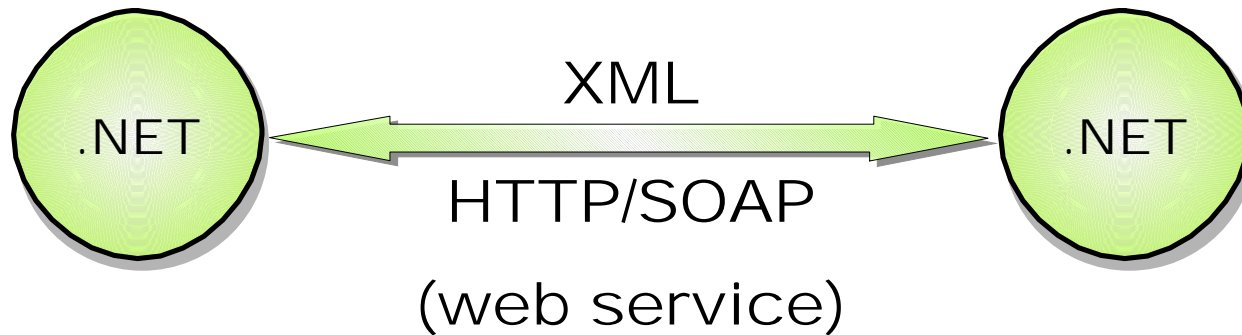 XML
.NET .NET
HTTP/SOAP
(web service)